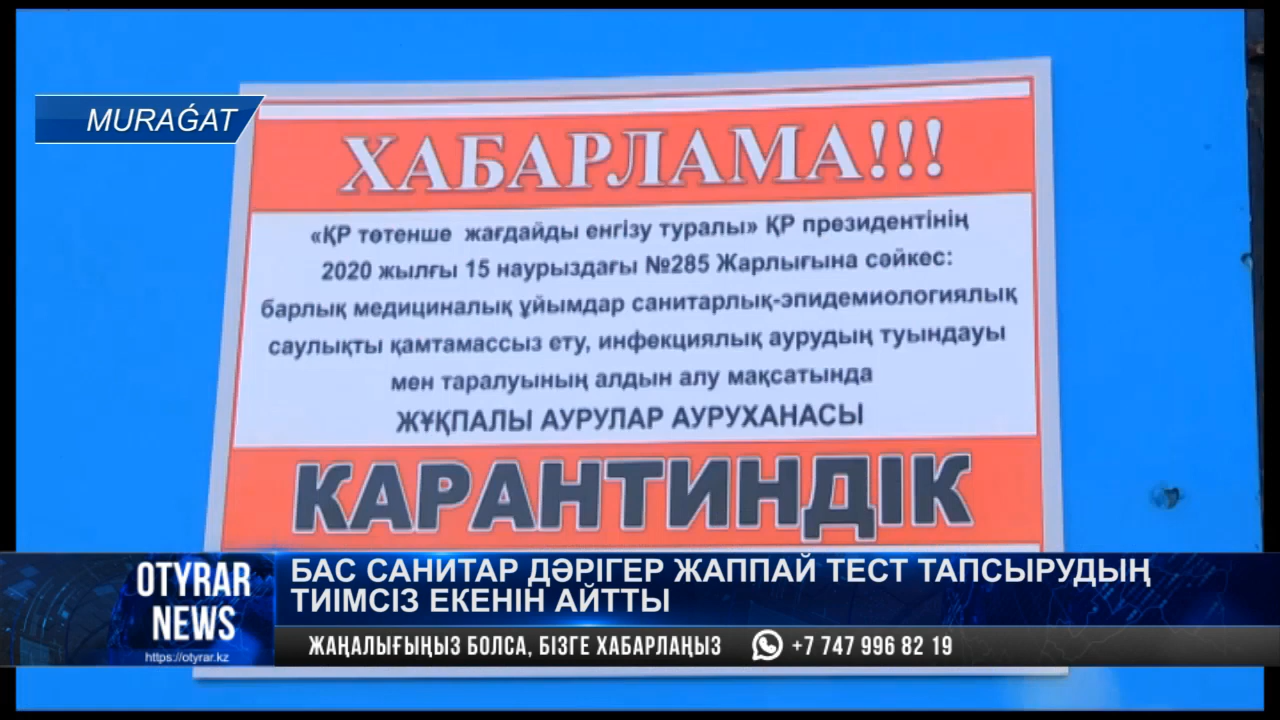 MURAǴAT
ХАБАРЛАМА!!!
«ҚР төтенше жағдайды енгізу туралы» ҚР президентінің
2020 жылғы 15 наурыздағы №285 Жарлығына сәйкес:
барлық медициналық ұйымдар санитарлық-эпидемиологиялық
саулықты қамтамассыз ету, инфекциялық аурудың туындауы
мен таралуының алдын алу мақсатында
ЖҰҚПАЛЫ АУРУЛАР АУРУХАНАСЫ
КАРАНТИНДІК
OTYRAR
NEWS
https://otyrar.kz
БАС САНИТАР ДӘРІГЕР ЖАППАЙ ТЕСТ ТАПСЫРУДЫҢ
ТИІМСІЗ ЕКЕНІН АЙТТЫ
ЖАҢАЛЫҒЫҢЫЗ БОЛСА, БІЗГЕ ХАБАРЛАҢЫЗ +7 747 996 82 19